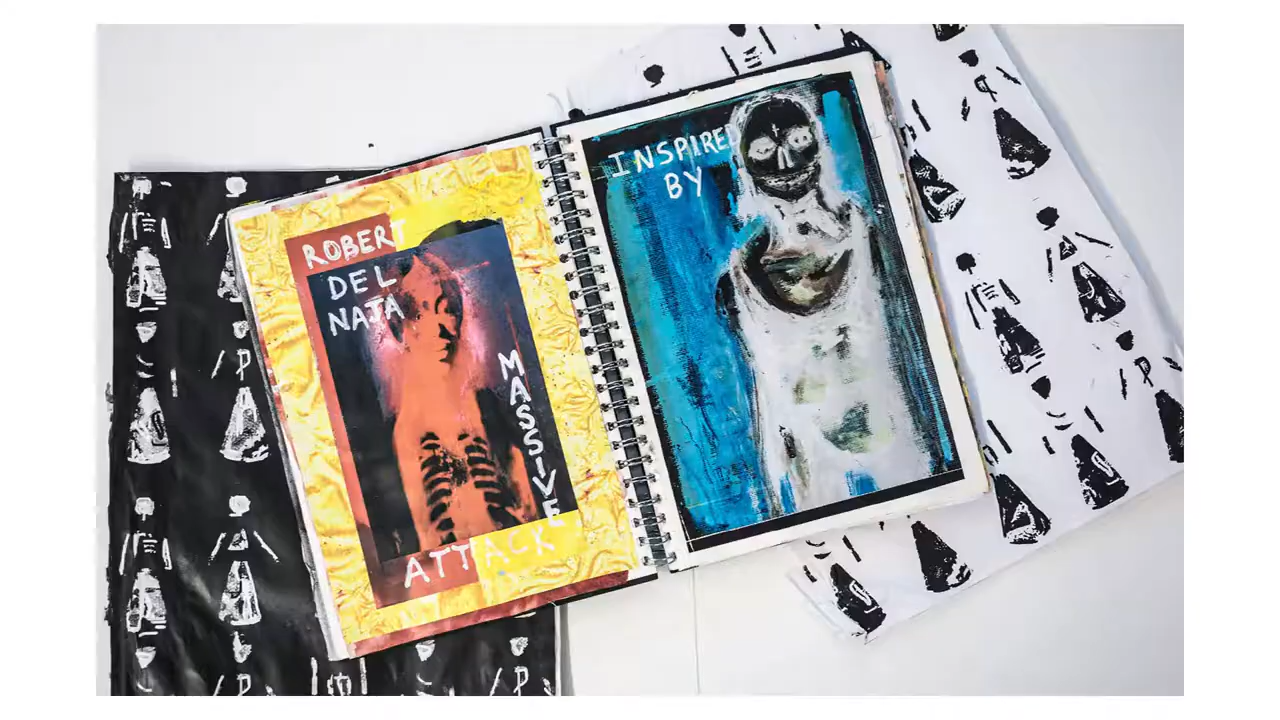 ROBERT
DEL
NAJA
MASSIVE
ATTACK
INSPIRED
BY